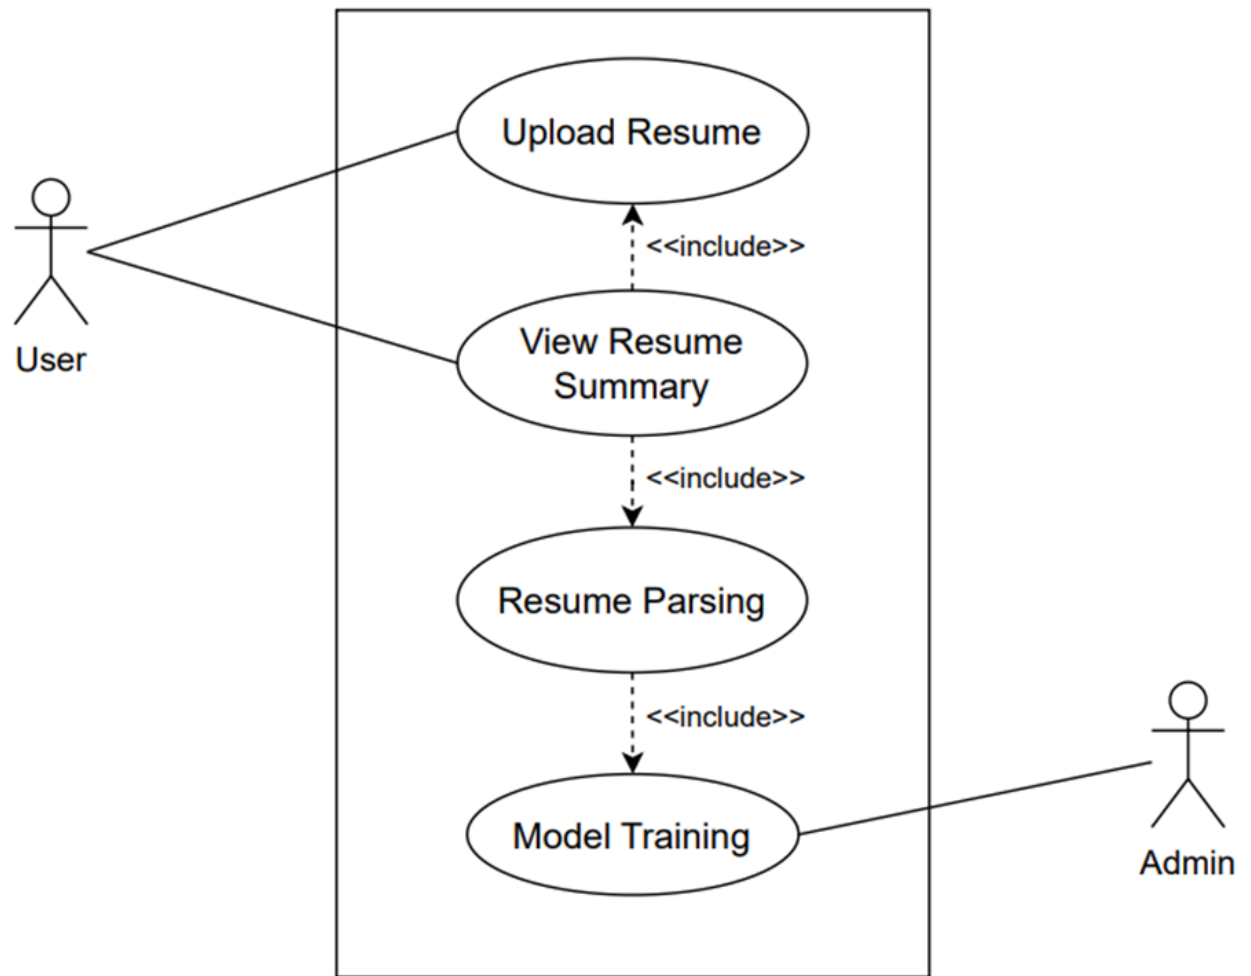 Upload Resume
<<include>>
User
View Resume
Summary
<<include>>
Resume Parsing
<<include>>
Model Training
Admin